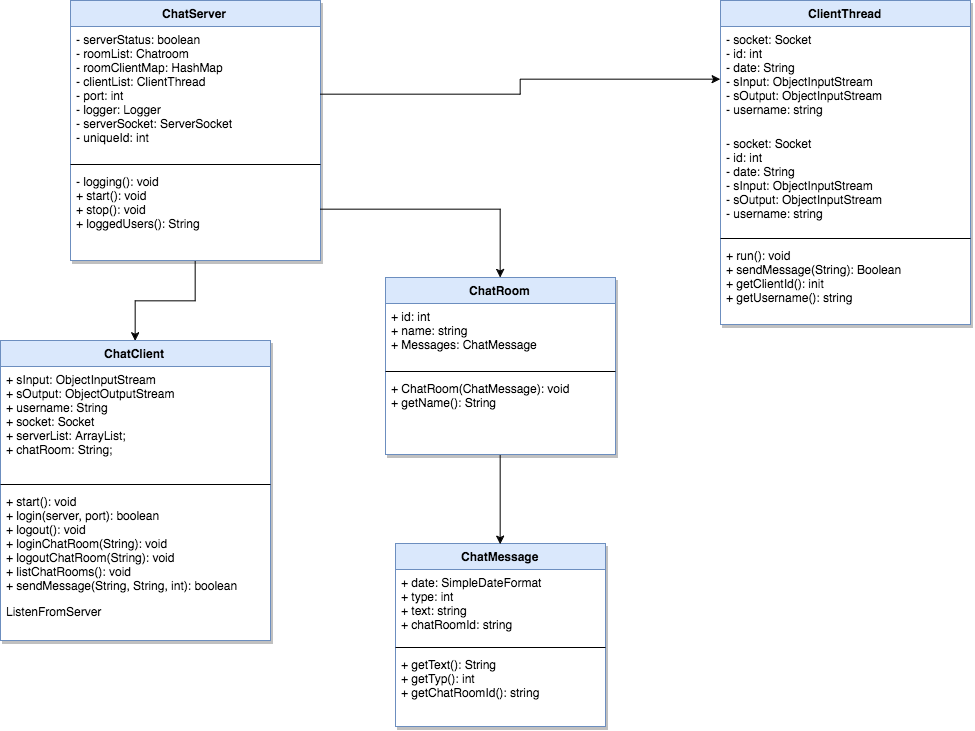 ChatServer
- serverStatus: boolean
- roomList: Chatroom
- roomClientMap: HashMap
- clientList: ClientThread
- port: int
- logger: Logger
- serverSocket: ServerSocket
- uniqueId: int
- logging(): void
+ start(): void
+ stop(): void
+ loggedUsers(): String
ClientThread
- socket: Socket
- id: int
- date: String
- sInput: ObjectInputStream
- sOutput: ObjectInputStream
- username: string
- socket: Socket
- id: int
- date: String
- sInput: ObjectInputStream
- sOutput: ObjectInputStream
- username: string
+ run(): void
+ sendMessage(String): Boolean
+ getClientId(): init
+ getUsername(): string
ChatRoom
+ id: int
+ name: string
+ Messages: ChatMessage
+ ChatRoom(ChatMessage): void
+ getName(): String
ChatClient
+ sInput: ObjectInputStream
+ sOutput: ObjectOutputStream
+ username: String
+ socket: Socket
+ serverList: ArrayList;
+ chatRoom: String;
+ start(): void
+ login(server, port): boolean
+ logout(): void
+ loginChatRoom(String): void
+ logoutChatRoom(String): void
+ listChatRooms(): void
+ sendMessage(String, String, int): boolean
ListenFromServer
ChatMessage
+ date: SimpleDateFormat
+ type: int
+ text: string
+ chatRoomId: string
+ getText(): String
+ getTyp(): int
+ getChatRoomId(): string